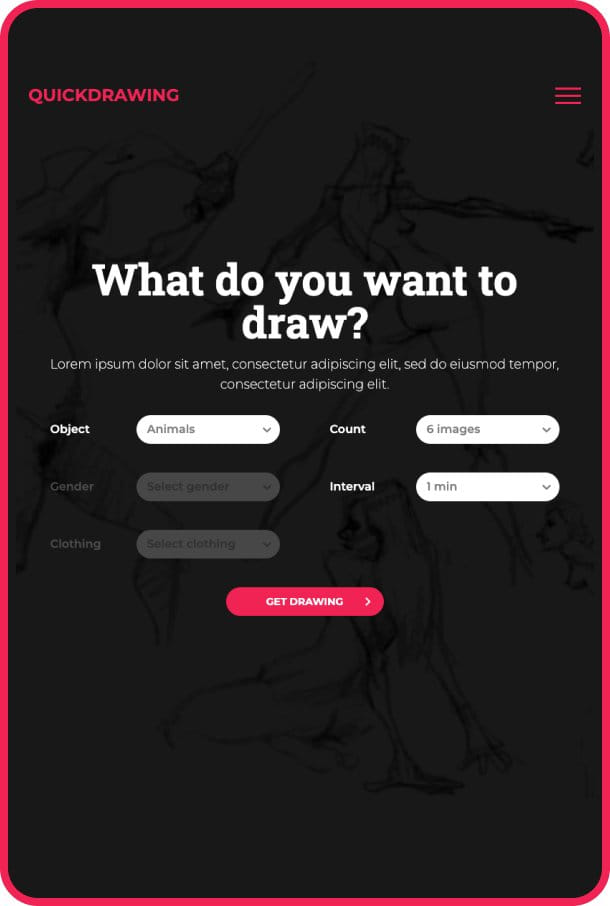 QUICKDRAWING
What do you want to
draw?
Lorem ipsum dolor sit amet, consectetur adipiscing elit, sed do eiusmod tempor,
consectetur adipiscing elit.
Object Animals
Count 6 images
Gender Select gender
Interval 1 min
Clothing Select clothing
GET DRAWING